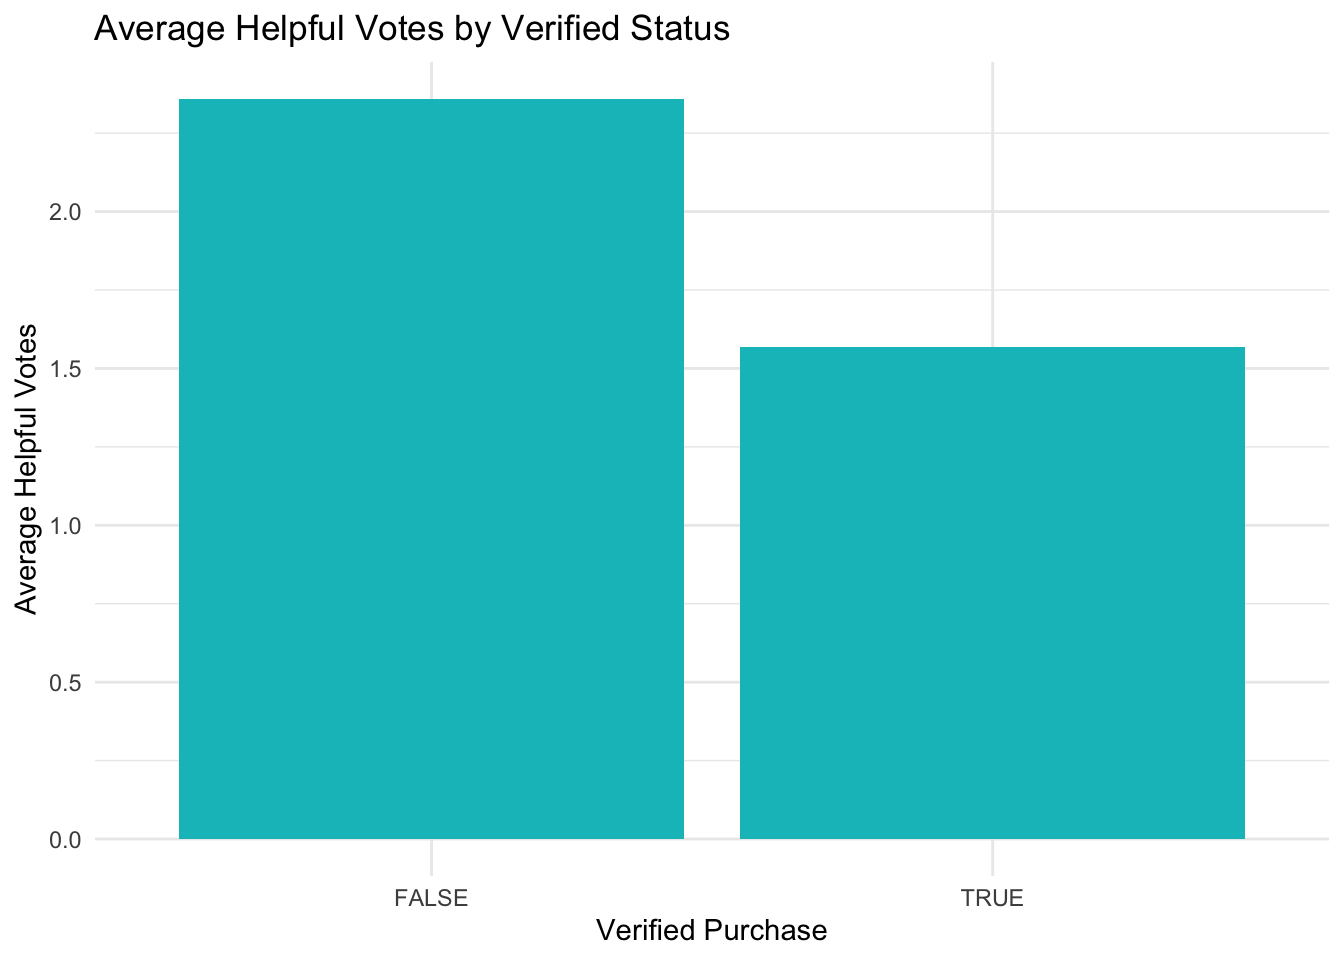 Average Helpful Votes by Verified Status
Average Helpful Votes
2.0
1.5
1.0
0.5
0.0
FALSE
TRUE
Verified Purchase